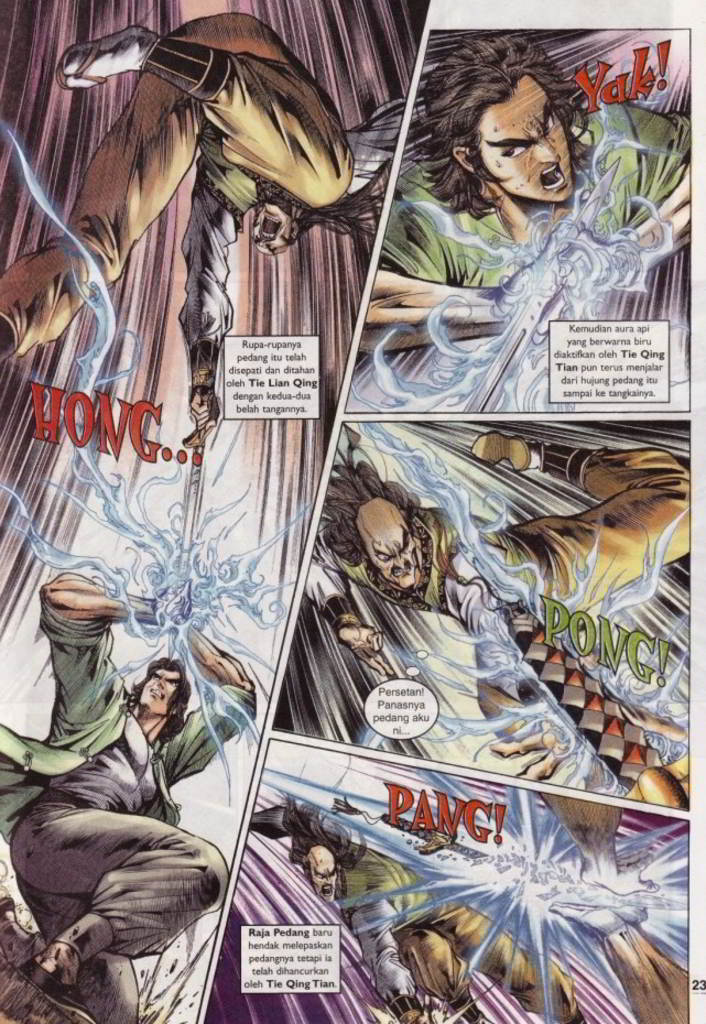 Rupa-rupanya
pedang itu telah
disepati dan ditahan
oleh Tie Lian Qing
dengan kedua-dua
belah tangannya.
HONG...
Yak!
Kemudian aura api
yang berwarna biru
diaktifkan oleh Tie Qing
Tian pun terus menjalar
dari hujung pedang itu
sampai ke tangkainya.
PONG!
Persetan!
Panasnya
pedang aku
ni...
PANG!
Raja Pedang baru
hendak melepaskan
pedangnya tetapi ia
telah dihancurkan
oleh Tie Qing Tian.
23